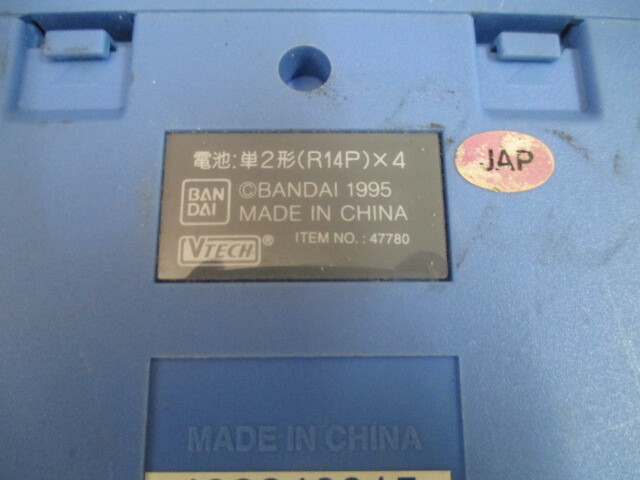 電池:単2形(R14P)×4
BAN
DAI
©BANDAI 1995
MADE IN CHINA
VTECH®
ITEM NO.: 47780
JAP
MADE IN CHINA